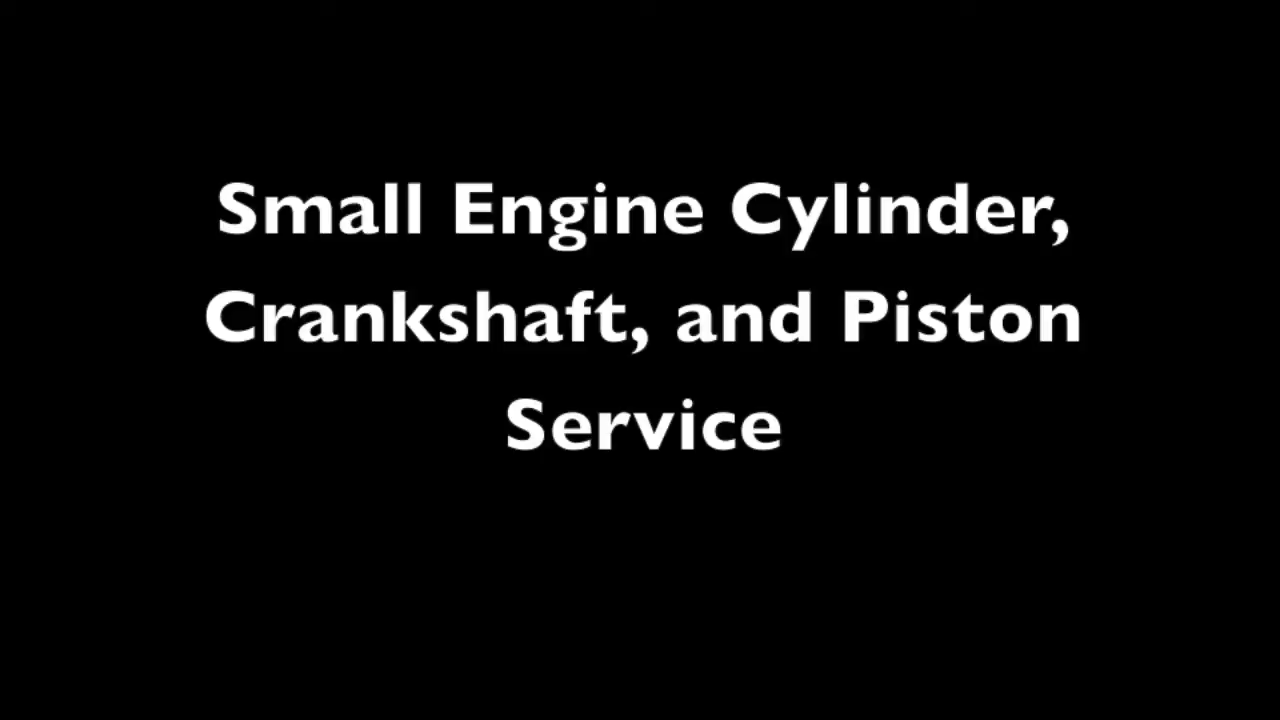 Small Engine Cylinder,
Crankshaft, and Piston
Service